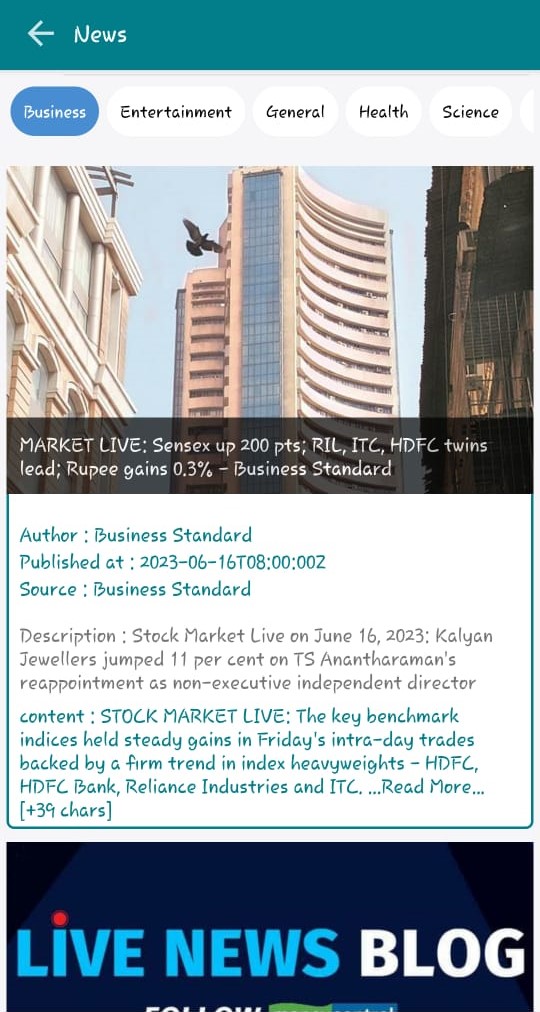 News
Business Entertainment General Health Science
MARKET LIVE: Sensex up 200 pts; RIL, ITC, HDFC twins
lead; Rupee gains 0.3% - Business Standard
Author : Business Standard
Published at : 2023-06-16T08:00:00Z
Source : Business Standard
Description : Stock Market Live on June 16, 2023: Kalyan
Jewellers jumped 11 per cent on TS Anantharaman's
reappointment as non-executive independent director
content : STOCK MARKET LIVE: The key benchmark
indices held steady gains in Friday's intra-day trades
backed by a firm trend in index heavyweights - HDFC,
HDFC Bank, Reliance Industries and ITC. ...Read More...
[+39 chars]
LIVE NEWS BLOG
FOLLOW moneycontrol